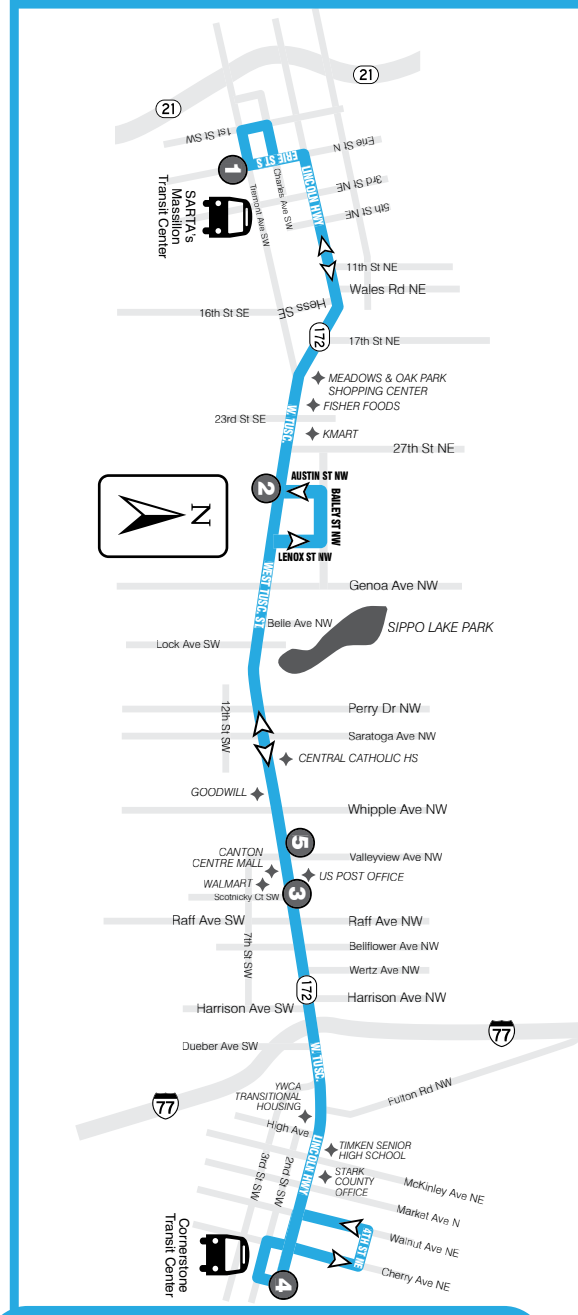 21
21
1st St SW
ERIE ST S
Erie St N
3rd St NE
5th St NE
LINCOLN HWY.
Charles Ave SW
Tremont Ave SW
1
SARTA's
Massillon
Transit Center
11th St NE
Wales Rd NE
Hess SE
16th St SE
172
17th St NE
MEADOWS & OAK PARK
SHOPPING CENTER
FISHER FOODS
W. TUSC.
23rd St SE
KMART
27th St NE
AUSTIN ST NW
2
BAILEY ST NW
N
LENOX ST NW
WEST TUSC. ST.
Genoa Ave NW
Belle Ave NW
SIPPO LAKE PARK
Lock Ave SW
12th St SW
Perry Dr NW
Saratoga Ave NW
CENTRAL CATHOLIC HS
GOODWILL
Whipple Ave NW
5
CANTON
CENTRE MALL
Valleyview Ave NW
US POST OFFICE
WALMART
3
Scotnicky Ct SW
Raff Ave SW
Raff Ave NW
7th St SW
Bellflower Ave NW
Wertz Ave NW
172
Harrison Ave NW
Harrison Ave SW
77
Dueber Ave SW
W. TUSC.
YWCA
TRANSITIONAL
HOUSING
Fulton Rd NW
77
High Ave
TIMKEN SENIOR
HIGH SCHOOL
LINCOLN HWY
STARK
COUNTY
OFFICE
3rd St SW
2nd St SW
McKinley Ave NE
Market Ave N
4TH ST NE
Walnut Ave NE
Cherry Ave NE
Cornerstone
Transit Center
4